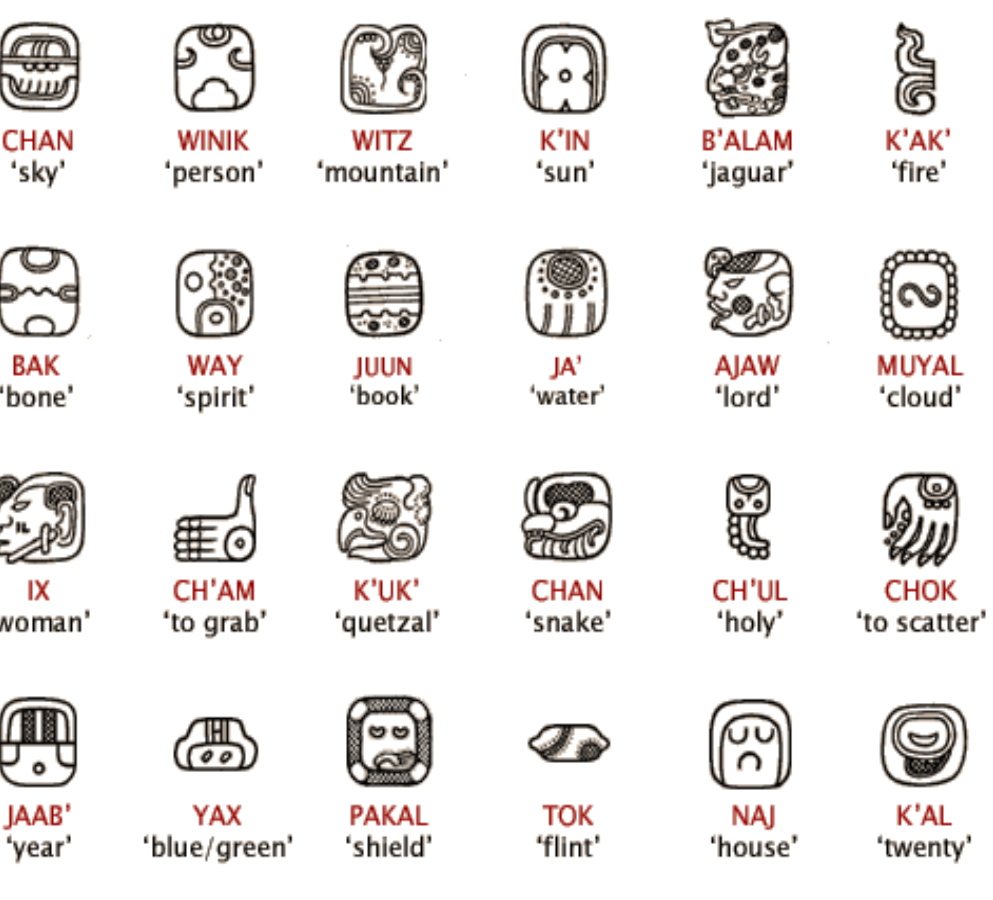 CHAN WINIK WITZ K'IN B'ALAM K'AK'
'sky' 'person' 'mountain' 'sun' 'jaguar' 'fire'
BAK WAY JUUN JA' AJAW MUYAL
'bone' 'spirit' 'book' 'water' 'lord' 'cloud'
IX CH'AM K'UK' CHAN CH'UL CHOK
woman' 'to grab' 'quetzal' 'snake' 'holy' 'to scatter'
JAAB' YAX PAKAL TOK NAJ K'AL
'year' 'blue/green' 'shield' 'flint' 'house' 'twenty'